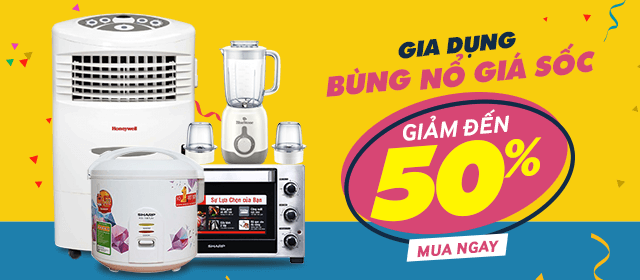 GIA DỤNG
BÙNG NỔ GIÁ SỐC
GIẢM ĐẾN
50%
MUA NGAY
Honeywell
SHARP
Sự Lựa Chọn của Bạn
SHARP